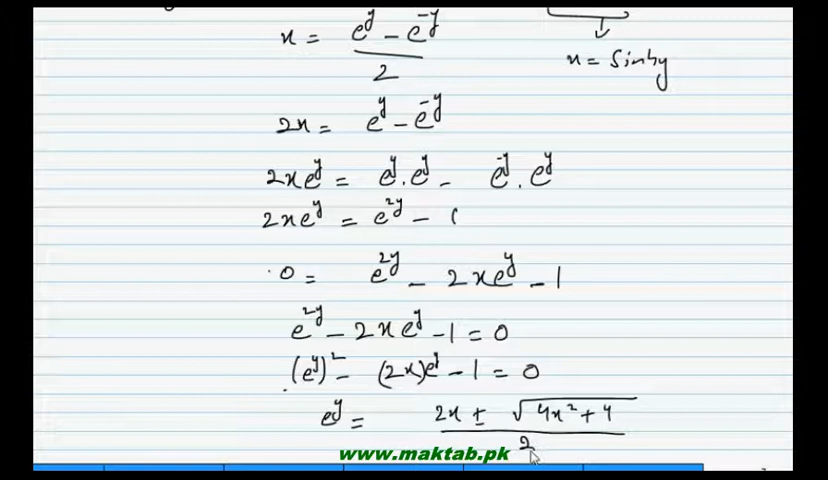 x = e^y - e^-y / 2
x = Sinhy
2x = e^y - e^-y
2xe^y = e^y . e^y - e^-y . e^y
2xe^y = e^2y - 1
0 = e^2y - 2xe^y - 1
e^2y - 2xe^y - 1 = 0
(e^y)^2 - (2x)e^y - 1 = 0
e^y = 2x ± √4x^2 + 4 / 2
www.maktab.pk